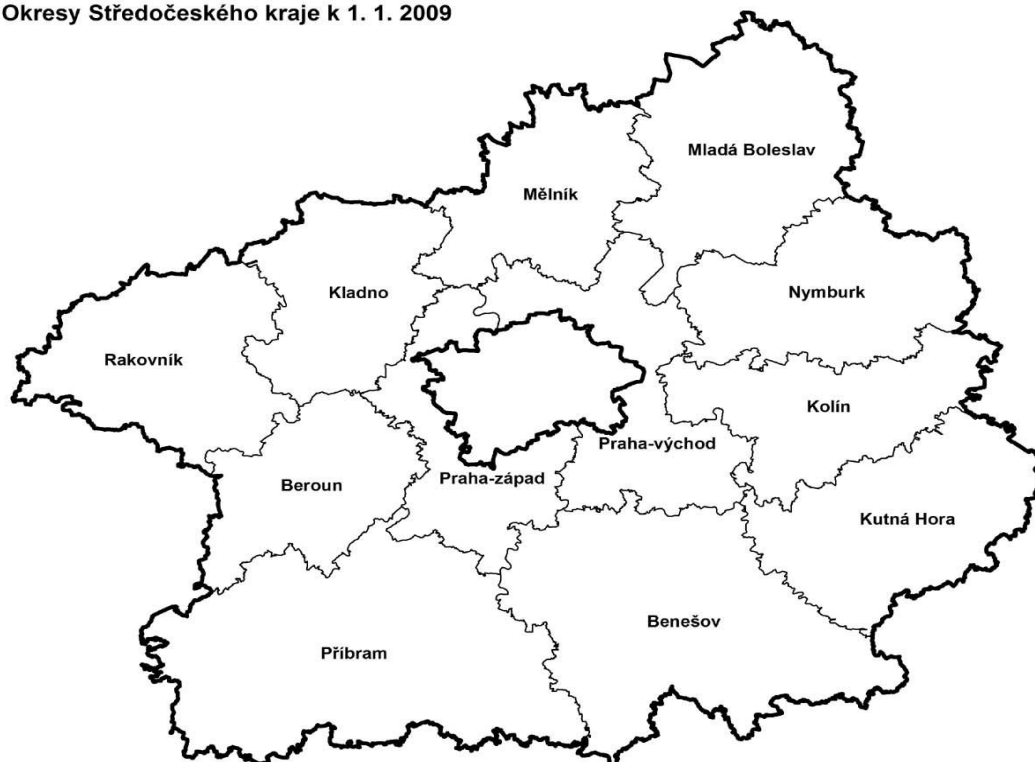 Okresy Středočeského kraje k 1. 1. 2009
Mladá Boleslav
Mělník
Kladno
Nymburk
Rakovník
Kolín
Praha-východ
Beroun
Praha-západ
Kutná Hora
Benešov
Příbram